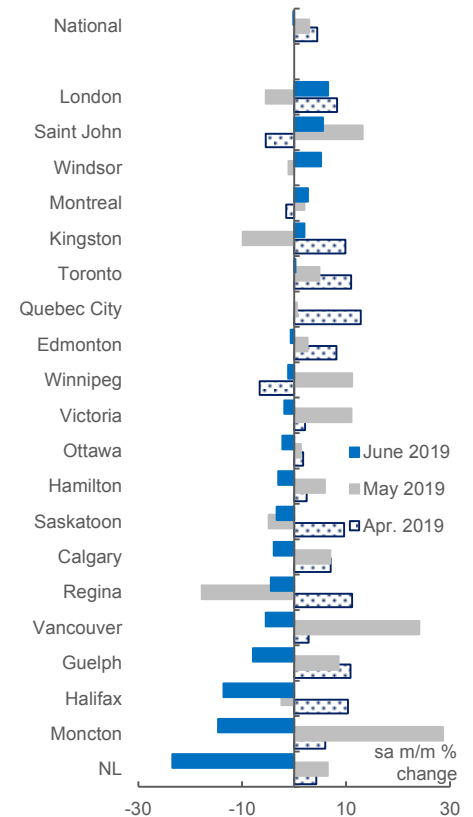 National
London
Saint John
Windsor
Montreal
Kingston
Toronto
Quebec City
Edmonton
Winnipeg
Victoria
Ottawa
June 2019
Hamilton
May 2019
Saskatoon
Apr. 2019
Calgary
Regina
Vancouver
Guelph
Halifax
Moncton
sa m/m %
change
NL
-30 -10 10 30